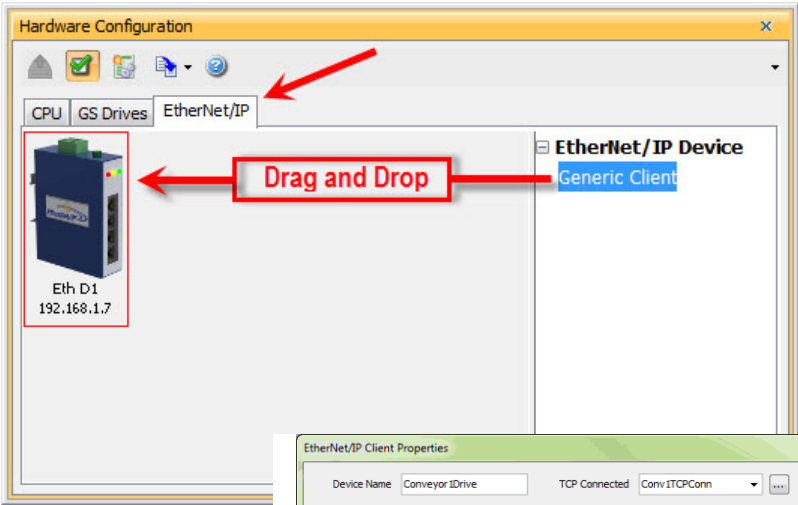 Hardware Configuration
CPU GS Drives EtherNet/IP
EtherNet/IP Device
Drag and Drop Generic Client
Eth D1
192.168.1.7
EtherNet/IP Client Properties
Device Name Conveyor1Drive TCP Connected Conv1TCPConn ...